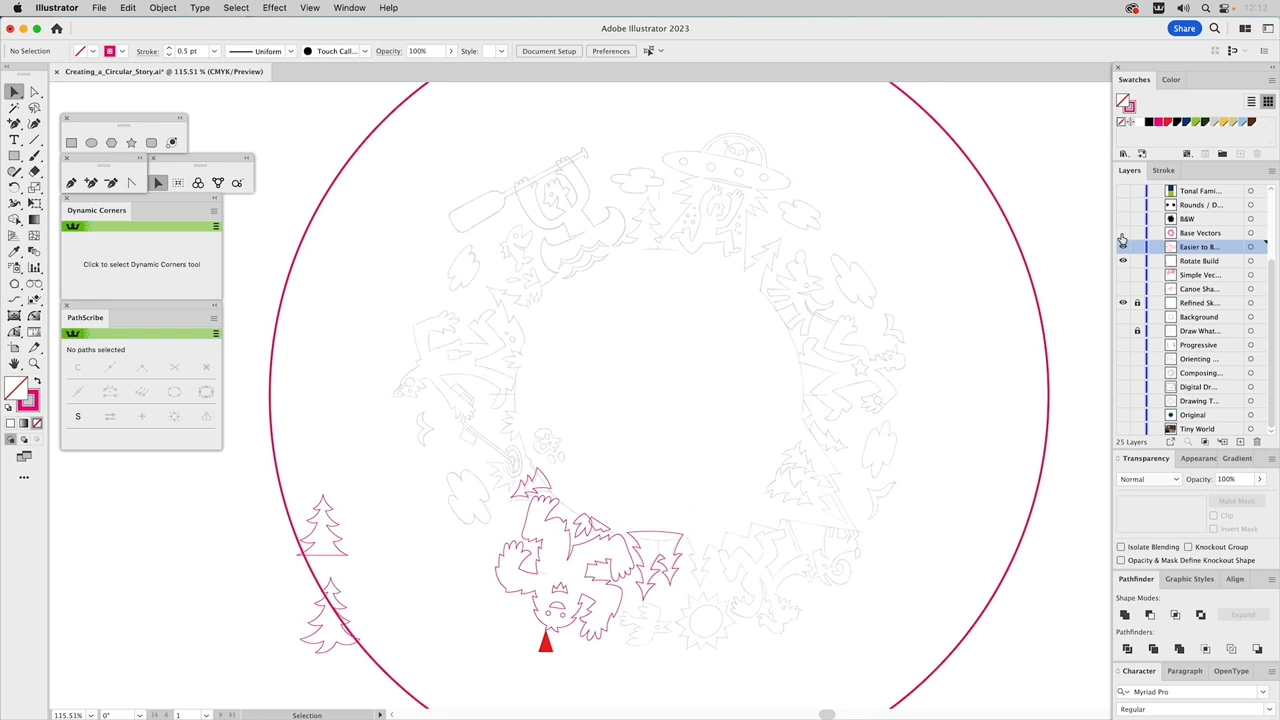 Illustrator File Edit Object Type Select Effect View Window Help 12:12
Adobe Illustrator 2023
Share
No Selection Stroke: 0.5 pt Uniform Touch Call... Opacity: 100% Style: Document Setup Preferences
× Creating_a_Circular_Story.ai* @ 115.51 % (CMYK/Preview)
Dynamic Corners
Click to select Dynamic Corners tool
PathScribe
No paths selected
C
S
Swatches Color
Layers Stroke
Tonal Fami...
Rounds / D...
B&W
Base Vectors
Easier to B...
Rotate Build
Simple Vec...
Canoe Sha...
Refined Sk...
Background
Draw What...
Progressive
Orienting ...
Composing...
Digital Dr...
Drawing T...
Original
Tiny World
25 Layers
Transparency Appearanc Gradient
Normal Opacity: 100%
Make Mask
Clip
Invert Mask
Isolate Blending Knockout Group
Opacity & Mask Define Knockout Shape
Pathfinder Graphic Styles Align
Shape Modes:
Expand
Pathfinders:
Character Paragraph OpenType
Myriad Pro
Regular
115.51% 0° 1 Selection